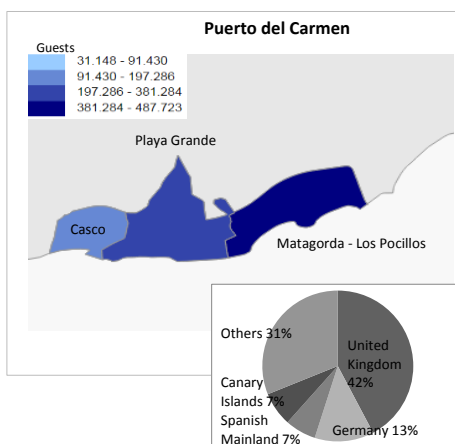 Puerto del Carmen
Guests
31.148 - 91.430
91.430 - 197.286
197.286 - 381.284
381.284 - 487.723
Playa Grande
Casco
Matagorda - Los Pocillos
Others 31%
United
Kingdom
42%
Canary
Islands 7%
Spanish
Mainland 7%
Germany 13%